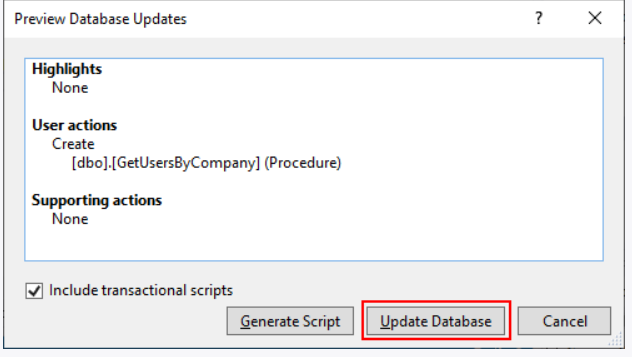 Preview Database Updates
Highlights
None
User actions
Create
[dbo].[GetUsersByCompany] (Procedure)
Supporting actions
None
Include transactional scripts
Generate Script Update Database Cancel